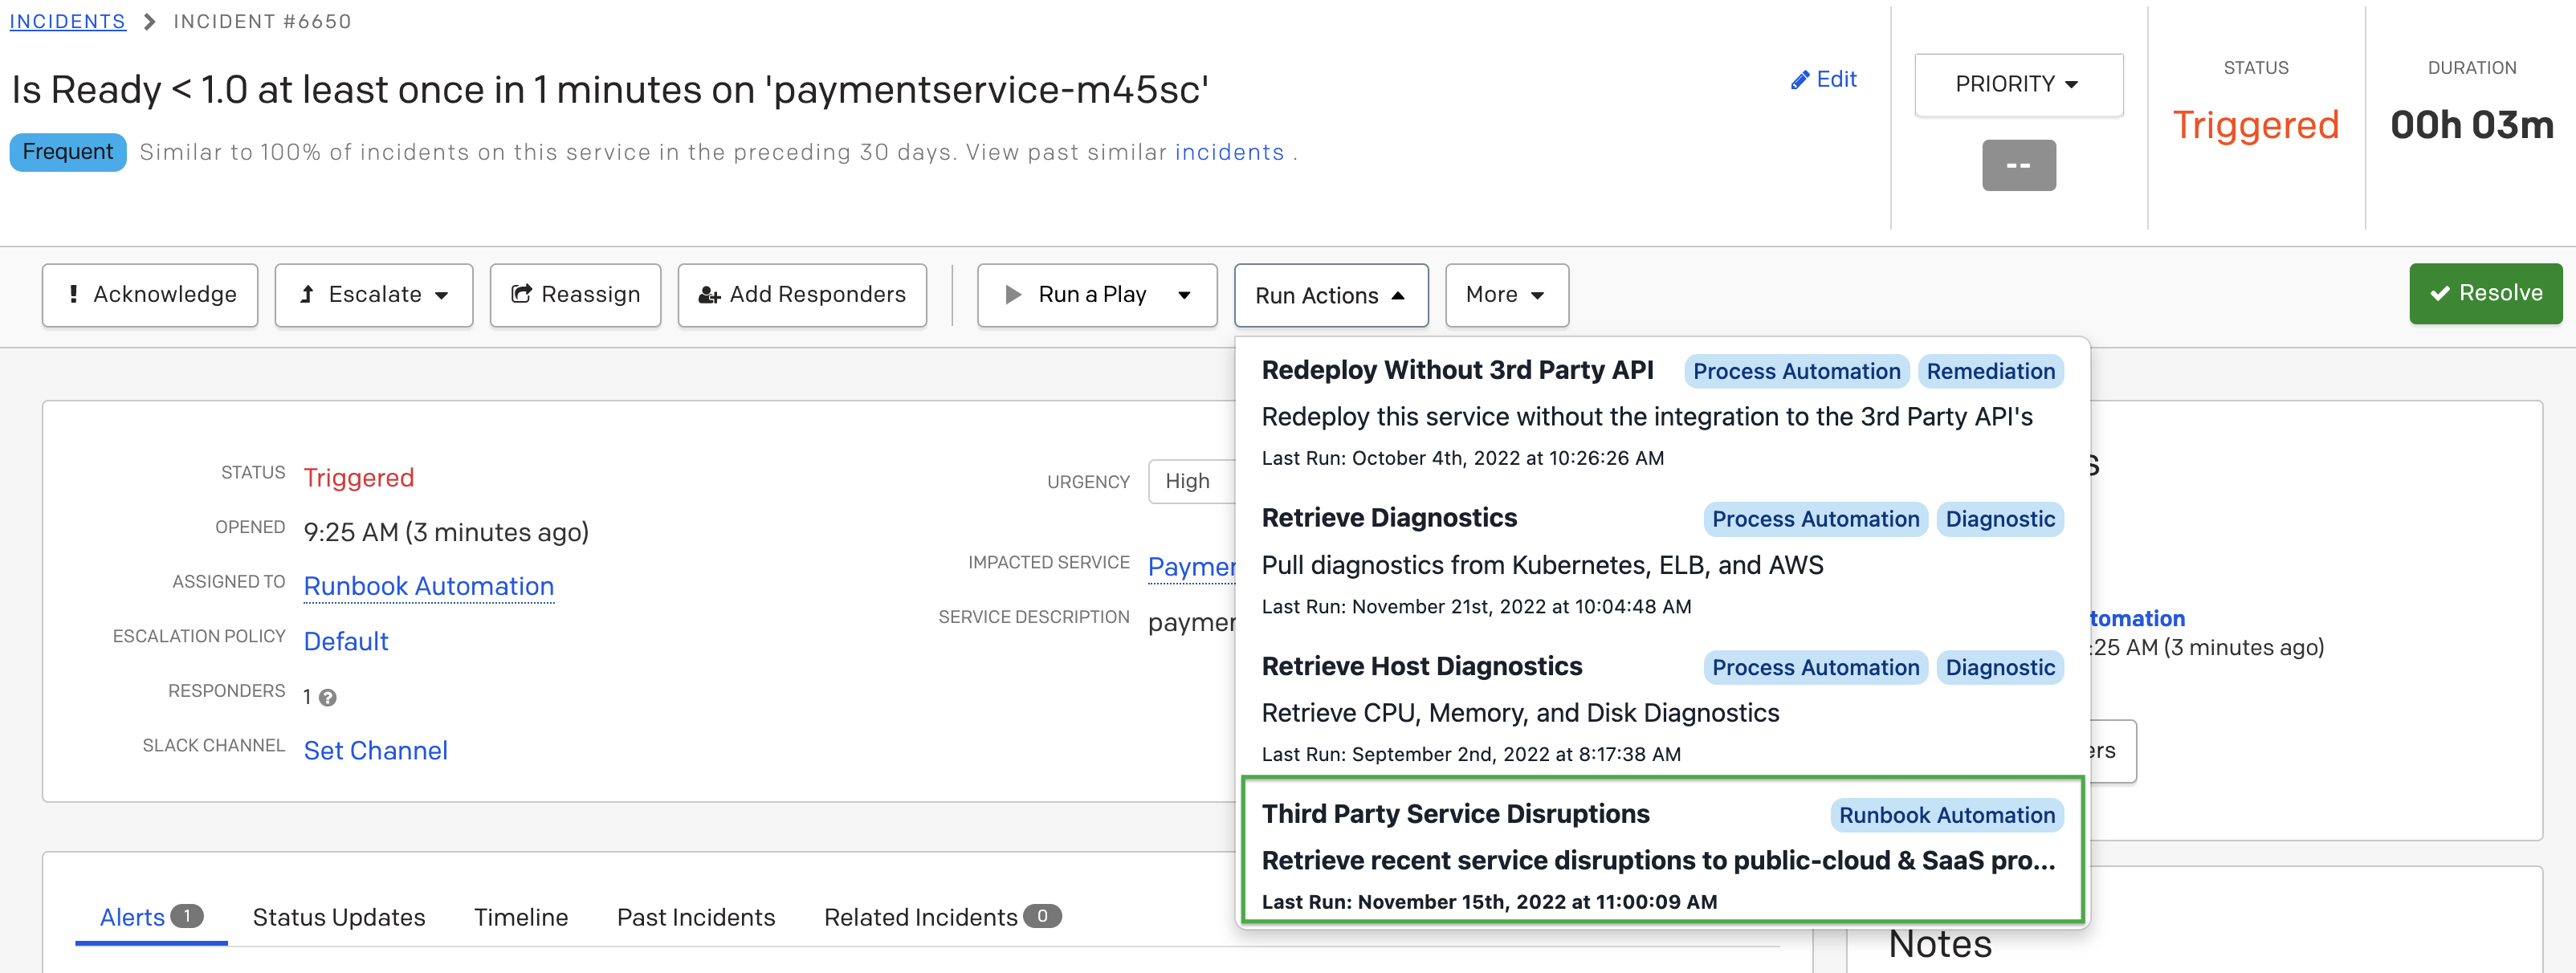 INCIDENTS > INCIDENT #6650
Is Ready < 1.0 at least once in 1 minutes on 'paymentservice-m45sc'
Edit
Frequent Similar to 100% of incidents on this service in the preceding 30 days. View past similar incidents .
PRIORITY
--
STATUS
Triggered
DURATION
00h 03m
! Acknowledge
Escalate
Reassign
Add Responders
Run a Play
Run Actions
More
Resolve
STATUS Triggered
OPENED 9:25 AM (3 minutes ago)
ASSIGNED TO Runbook Automation
ESCALATION POLICY Default
RESPONDERS 1 ?
SLACK CHANNEL Set Channel
URGENCY High
IMPACTED SERVICE Paymen
SERVICE DESCRIPTION paymen
Redeploy Without 3rd Party API Process Automation Remediation
Redeploy this service without the integration to the 3rd Party API's
Last Run: October 4th, 2022 at 10:26:26 AM
Retrieve Diagnostics Process Automation Diagnostic
Pull diagnostics from Kubernetes, ELB, and AWS
Last Run: November 21st, 2022 at 10:04:48 AM
Retrieve Host Diagnostics Process Automation Diagnostic
Retrieve CPU, Memory, and Disk Diagnostics
Last Run: September 2nd, 2022 at 8:17:38 AM
Third Party Service Disruptions Runbook Automation
Retrieve recent service disruptions to public-cloud & SaaS pro...
Last Run: November 15th, 2022 at 11:00:09 AM
s
tomation
:25 AM (3 minutes ago)
ers
Alerts 1
Status Updates
Timeline
Past Incidents
Related Incidents 0
Notes